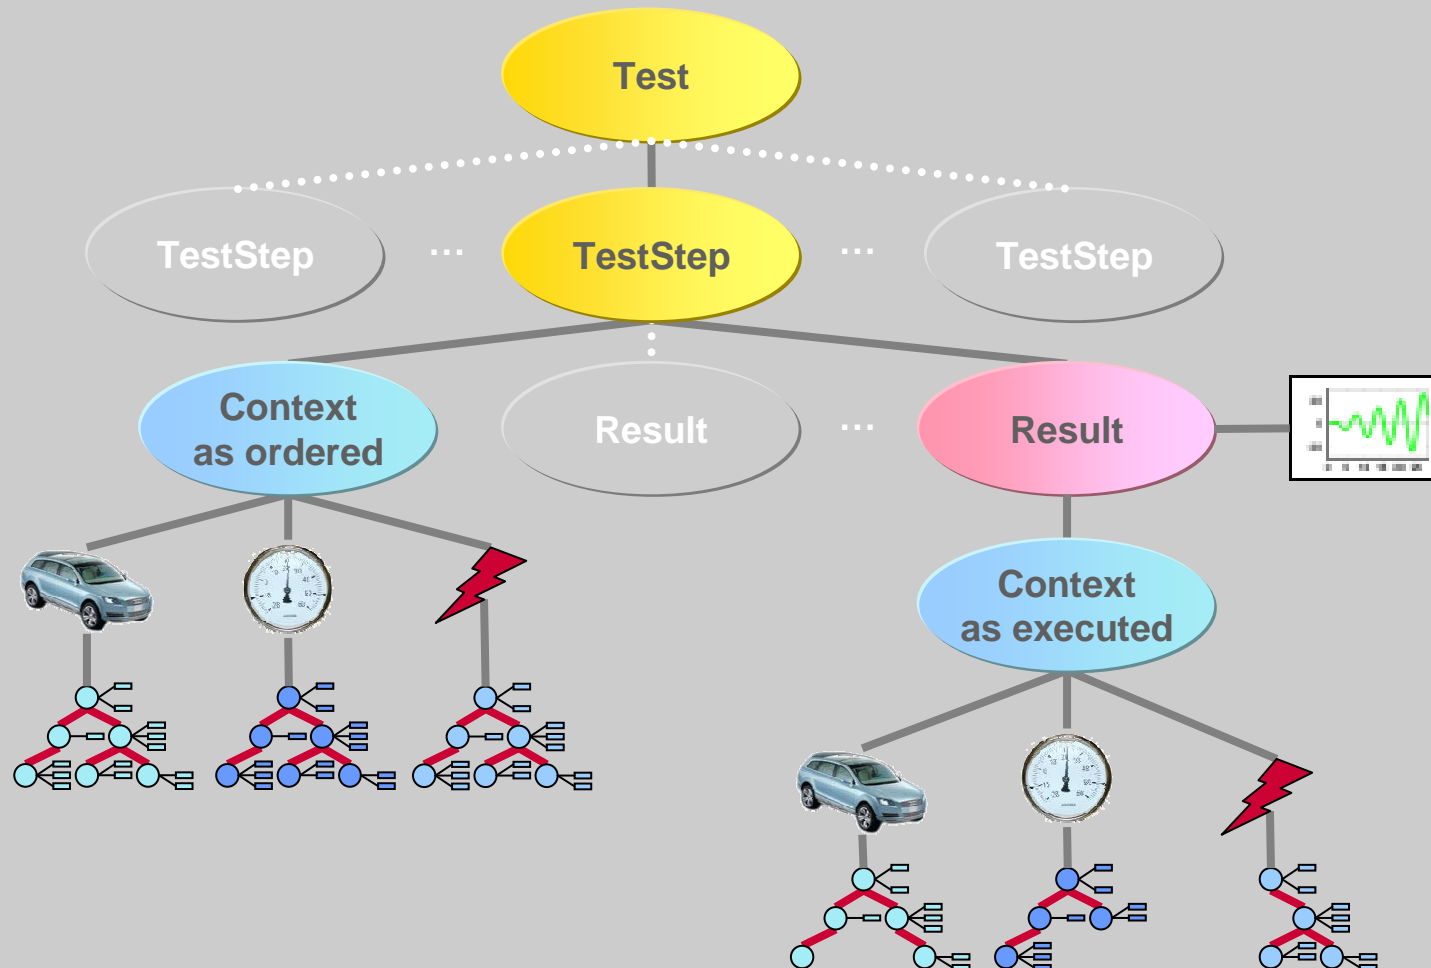 Test
TestStep
...
TestStep
...
TestStep
Context
as ordered
Result
...
Result
Context
as executed